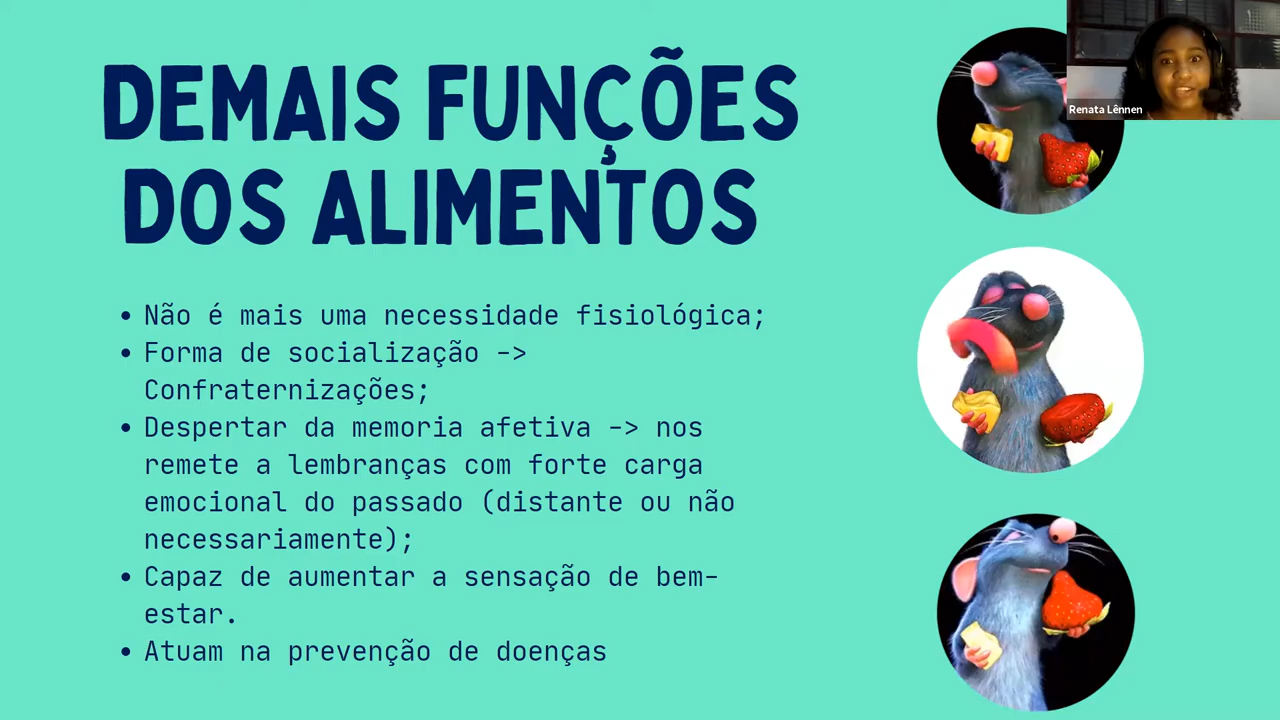 DEMAIS FUNÇÕES
DOS ALIMENTOS
• Não é mais uma necessidade fisiológica;
• Forma de socialização ->
Confraternizações;
• Despertar da memoria afetiva -> nos
remete a lembranças com forte carga
emocional do passado (distante ou não
necessariamente);
• Capaz de aumentar a sensação de bem-
estar.
• Atuam na prevenção de doenças
Renata Lênnen